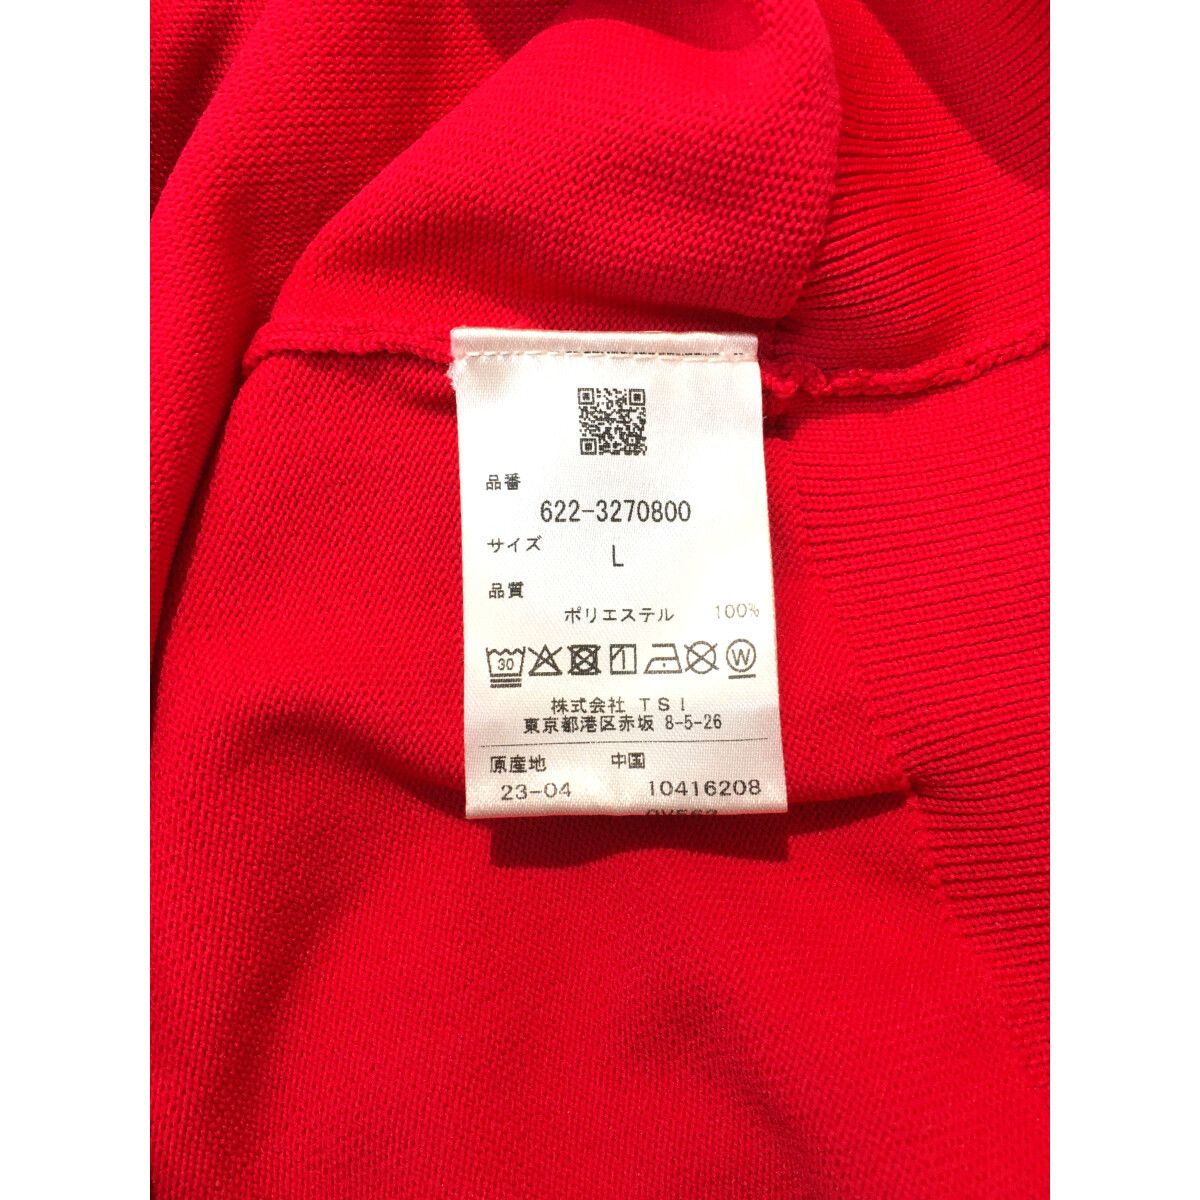 品番
622-3270800
サイズ
L
品質
ポリエステル 100%
30 W
株式会社 TSI
東京都港区赤坂 8-5-26
原産地 中国
23-04 10416208